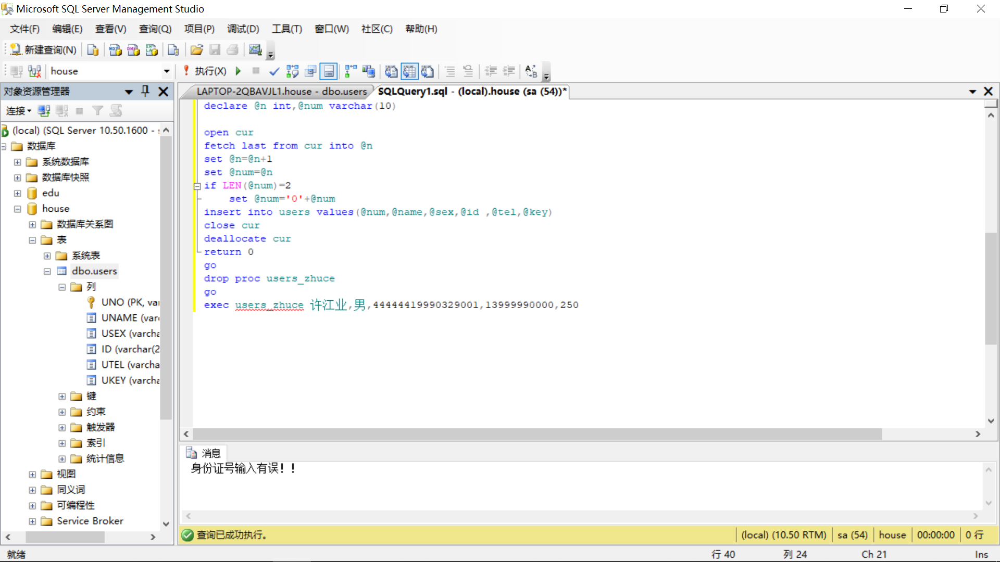 Microsoft SQL Server Management Studio
文件(F) 编辑(E) 查看(V) 查询(Q) 项目(P) 调试(D) 工具(T) 窗口(W) 社区(C) 帮助(H)
新建查询(N)
house 执行(X)
对象资源管理器
连接
(local) (SQL Server 10.50.1600 - s
数据库
系统数据库
数据库快照
edu
house
数据库关系图
表
系统表
dbo.users
列
UNO (PK, va
UNAME (var
USEX (varcha
ID (varchar(2
UTEL (varcha
UKEY (varcha
键
约束
触发器
索引
统计信息
视图
同义词
可编程性
Service Broker
LAPTOP-2QBAVJL1.house - dbo.users SQLQuery1.sql - (local).house (sa (54))*
declare @n int,@num varchar(10)
open cur
fetch last from cur into @n
set @n=@n+1
set @num=@n
if LEN(@num)=2
set @num='0'+@num
insert into users values(@num,@name,@sex,@id ,@tel,@key)
close cur
deallocate cur
return 0
go
drop proc users_zhuce
go
exec users_zhuce 许江业,男,44444419990329001,13999990000,250
消息
身份证号输入有误!!
查询已成功执行。 (local) (10.50 RTM) sa (54) house 00:00:00 0 行
就绪 行 40 列 24 Ch 21 Ins